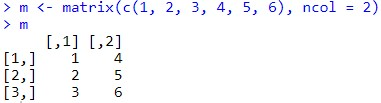 > m <- matrix(c(1, 2, 3, 4, 5, 6), ncol = 2)
> m
     [,1] [,2]
[1,]    1    4
[2,]    2    5
[3,]    3    6